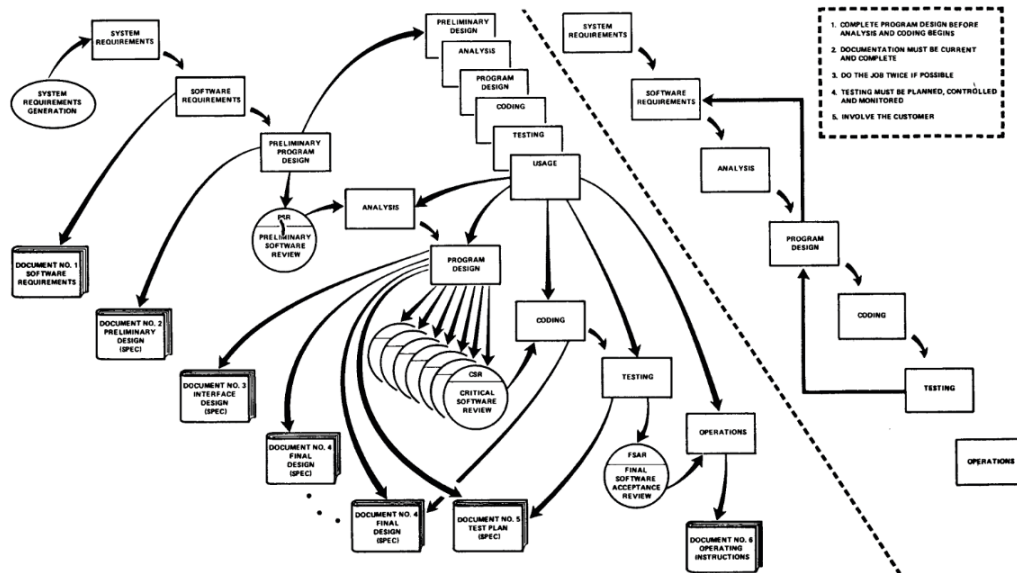 SYSTEM
REQUIREMENTS
SYSTEM
REQUIREMENTS
GENERATION
SOFTWARE
REQUIREMENTS
PRELIMINARY
PROGRAM
DESIGN
PSR
PRELIMINARY
SOFTWARE
REVIEW
PRELIMINARY
DESIGN
ANALYSIS
PROGRAM
DESIGN
CODING
TESTING
USAGE
ANALYSIS
PROGRAM
DESIGN
CSR
CRITICAL
SOFTWARE
REVIEW
CODING
TESTING
FSAR
FINAL
SOFTWARE
ACCEPTANCE
REVIEW
OPERATIONS
DOCUMENT NO. 1
SOFTWARE
REQUIREMENTS
DOCUMENT NO. 2
PRELIMINARY
DESIGN
(SPEC)
DOCUMENT NO. 3
INTERFACE
DESIGN
(SPEC)
DOCUMENT NO. 4
FINAL
DESIGN
(SPEC)
DOCUMENT NO. 4
FINAL
DESIGN
(SPEC)
DOCUMENT NO. 5
TEST PLAN
(SPEC)
DOCUMENT NO. 6
OPERATING
INSTRUCTIONS
SYSTEM
REQUIREMENTS
SOFTWARE
REQUIREMENTS
ANALYSIS
PROGRAM
DESIGN
CODING
TESTING
OPERATIONS
1. COMPLETE PROGRAM DESIGN BEFORE
ANALYSIS AND CODING BEGINS
2. DOCUMENTATION MUST BE CURRENT
AND COMPLETE
3. DO THE JOB TWICE IF POSSIBLE
4. TESTING MUST BE PLANNED, CONTROLLED
AND MONITORED
5. INVOLVE THE CUSTOMER